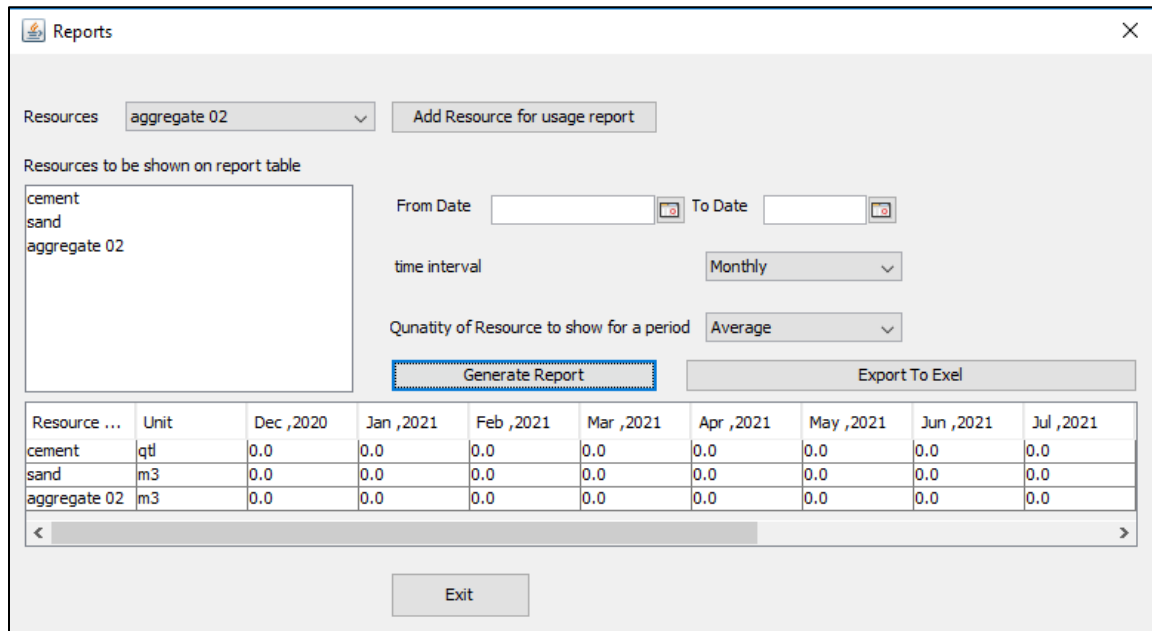 Reports
Resources aggregate 02 Add Resource for usage report
Resources to be shown on report table
cement
sand
aggregate 02
From Date To Date
time interval Monthly
Qunatity of Resource to show for a period Average
Generate Report Export To Exel
Resource ... Unit Dec ,2020 Jan ,2021 Feb ,2021 Mar ,2021 Apr ,2021 May ,2021 Jun ,2021 Jul ,2021
cement qtl 0.0 0.0 0.0 0.0 0.0 0.0 0.0 0.0
sand m3 0.0 0.0 0.0 0.0 0.0 0.0 0.0 0.0
aggregate 02 m3 0.0 0.0 0.0 0.0 0.0 0.0 0.0 0.0
Exit